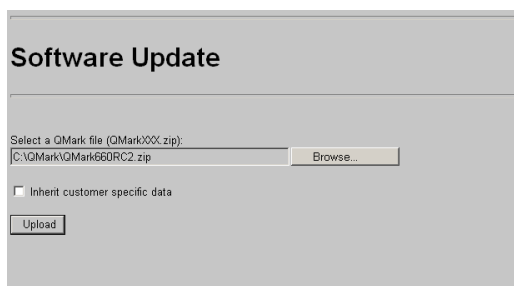 Software Update
Select a QMark file (QMarkXXX.zip):
C:\QMark\QMark660RC2.zip Browse...
Inherit customer specific data
Upload